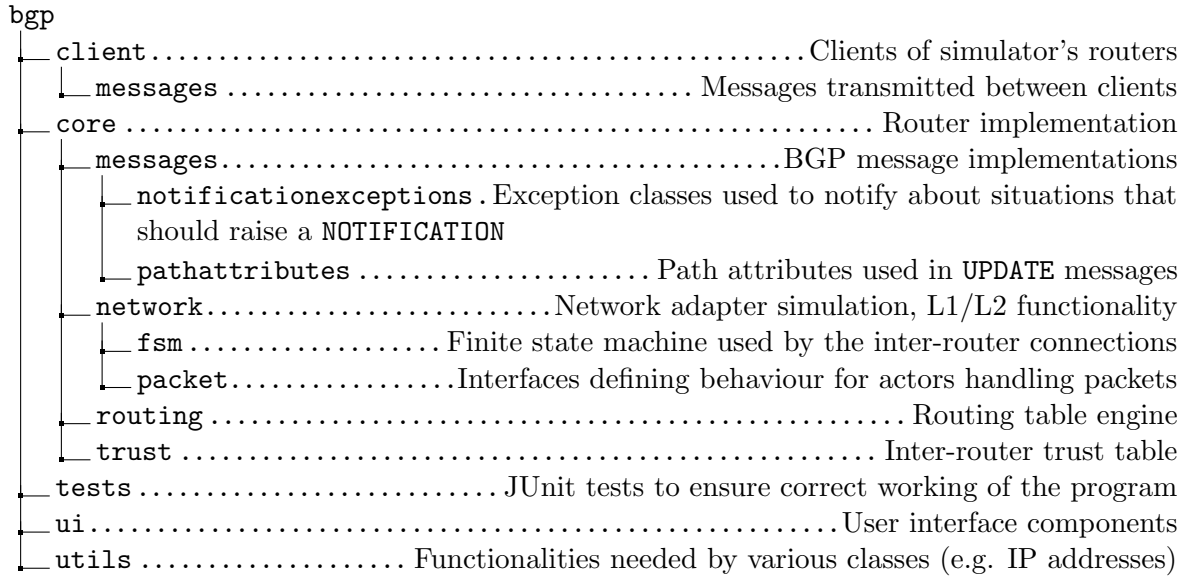 bgp
client.................................................Clients of simulator's routers
messages ................................... Messages transmitted between clients
core ........................................................ Router implementation
messages..........................................BGP message implementations
notificationexceptions.Exception classes used to notify about situations that
should raise a NOTIFICATION
pathattributes ...................... Path attributes used in UPDATE messages
network..........................Network adapter simulation, L1/L2 functionality
fsm...................Finite state machine used by the inter-router connections
packet.................Interfaces defining behaviour for actors handling packets
routing .................................................... Routing table engine
trust .................................................... Inter-router trust table
tests...........................JUnit tests to ensure correct working of the program
ui........................................................User interface components
utils .................... Functionalities needed by various classes (e.g. IP addresses)